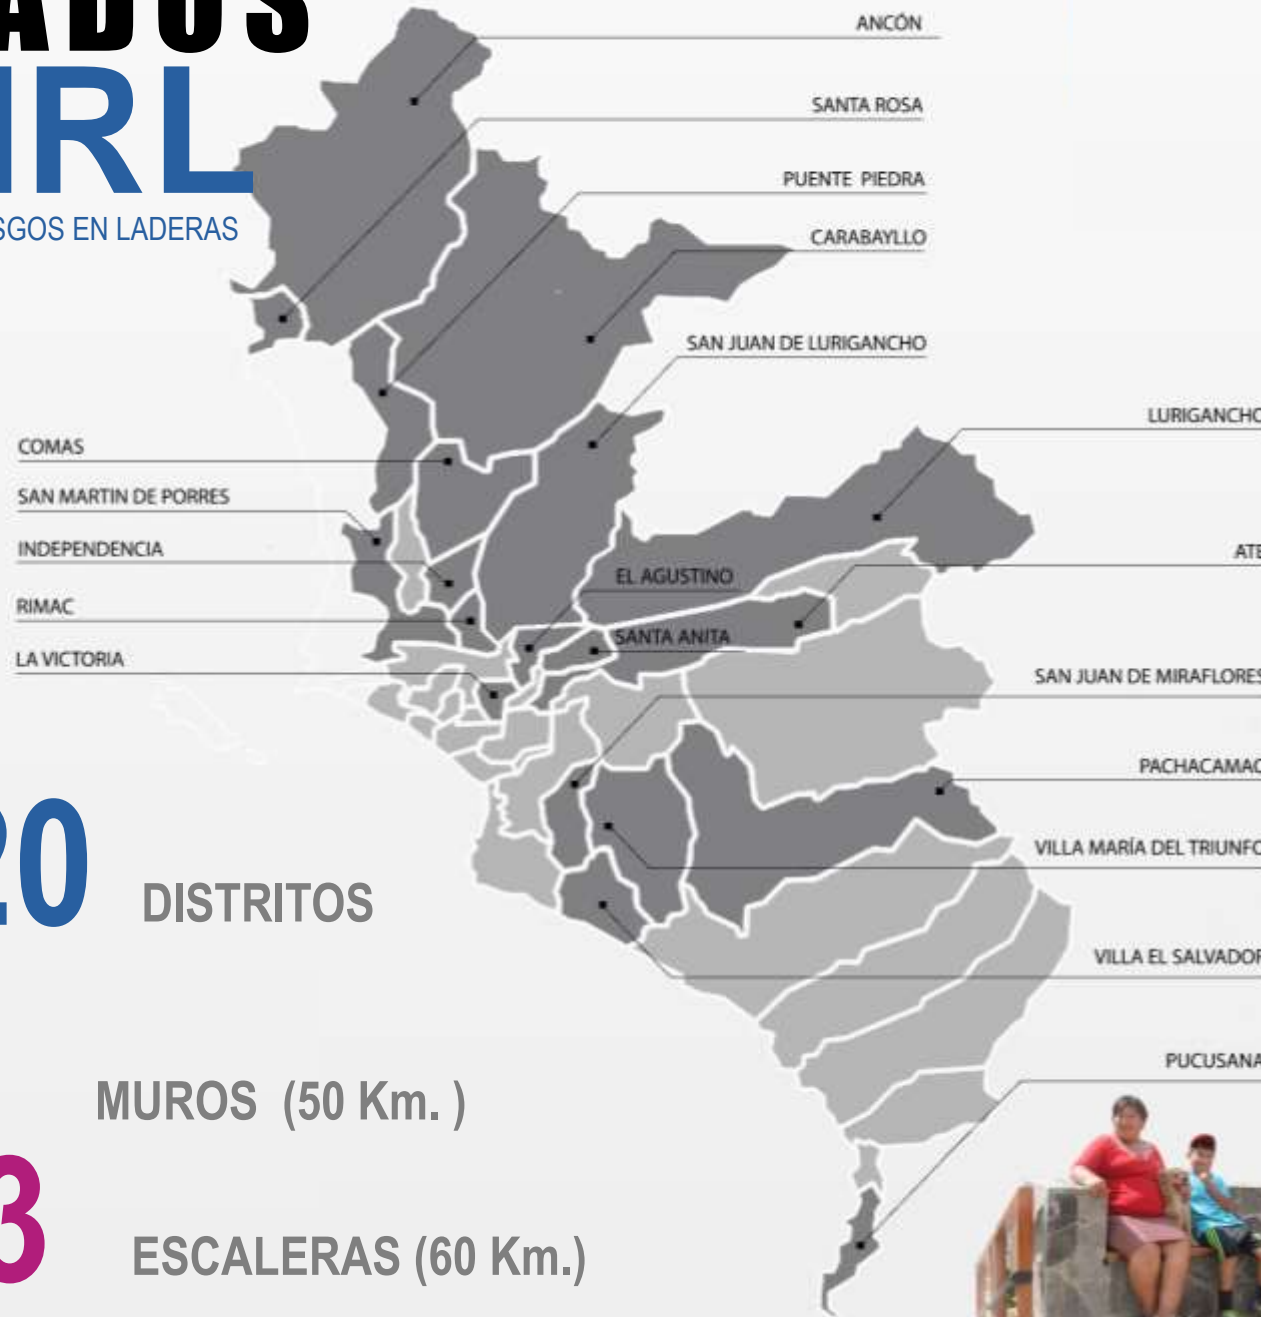 ADOS
IRL
SGOS EN LADERAS
ANCÓN
SANTA ROSA
PUENTE PIEDRA
CARABAYLLO
SAN JUAN DE LURIGANCHO
LURIGANCHO
COMAS
SAN MARTIN DE PORRES
INDEPENDENCIA
RIMAC
LA VICTORIA
EL AGUSTINO
SANTA ANITA
ATE
SAN JUAN DE MIRAFLORES
PACHACAMAC
VILLA MARÍA DEL TRIUNFO
VILLA EL SALVADOR
PUCUSANA
20 DISTRITOS
MUROS (50 Km. )
3 ESCALERAS (60 Km.)